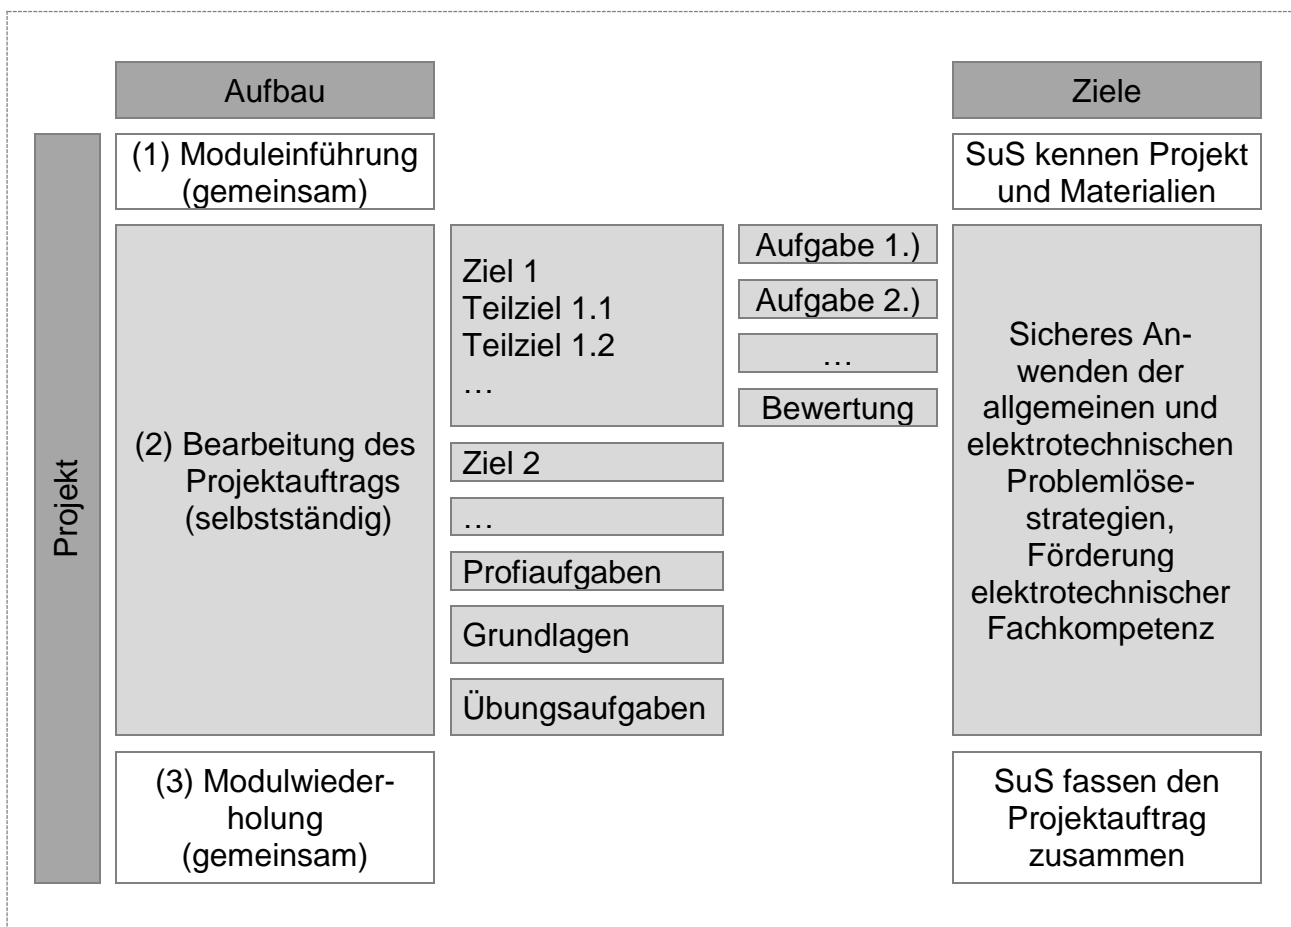 Aufbau
Ziele
Projekt
(1) Moduleinführung
(gemeinsam)
SuS kennen Projekt
und Materialien
(2) Bearbeitung des
Projektauftrags
(selbstständig)
Ziel 1
Teilziel 1.1
Teilziel 1.2
…
Aufgabe 1.)
Aufgabe 2.)
…
Bewertung
Ziel 2
…
Profiaufgaben
Grundlagen
Übungsaufgaben
Sicheres An-
wenden der
allgemeinen und
elektrotechnischen
Problemlöse-
strategien,
Förderung
elektrotechnischer
Fachkompetenz
(3) Modulwieder-
holung
(gemeinsam)
SuS fassen den
Projektauftrag
zusammen